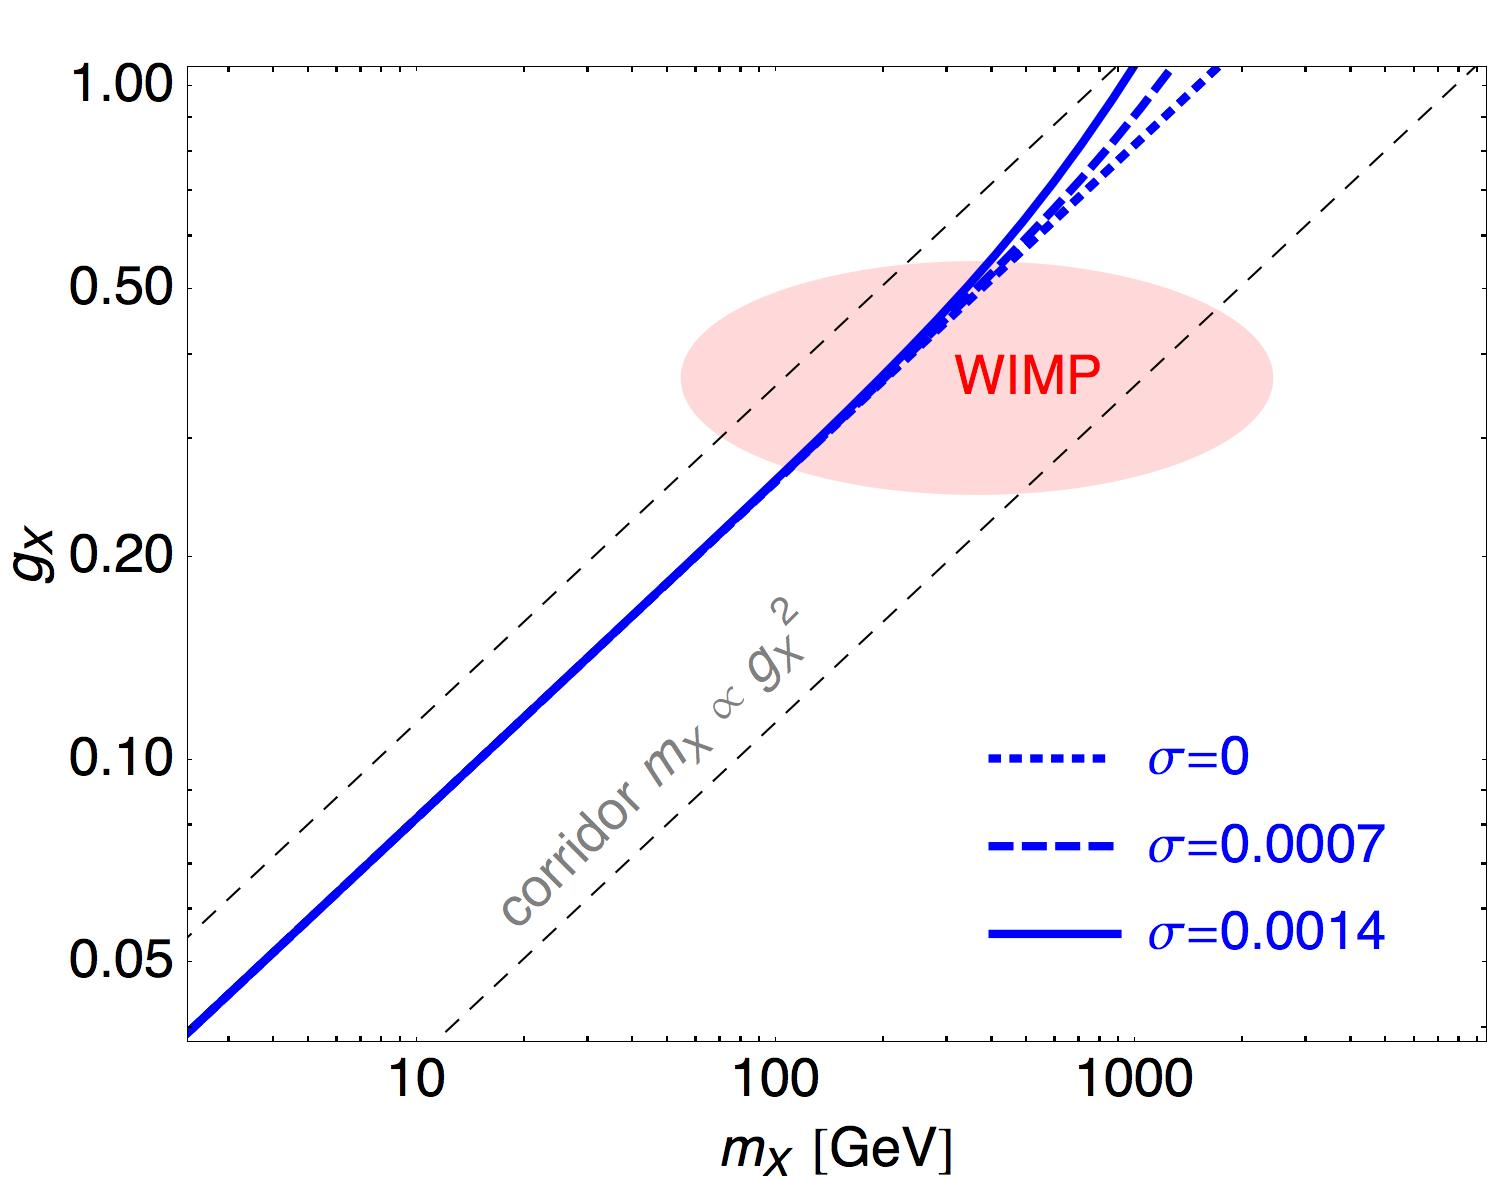 1.00
0.50
0.20
0.10
0.05
g_X
WIMP
corridor m_X ∝ g_X^2
σ=0
σ=0.0007
σ=0.0014
10 100 1000
m_X [GeV]